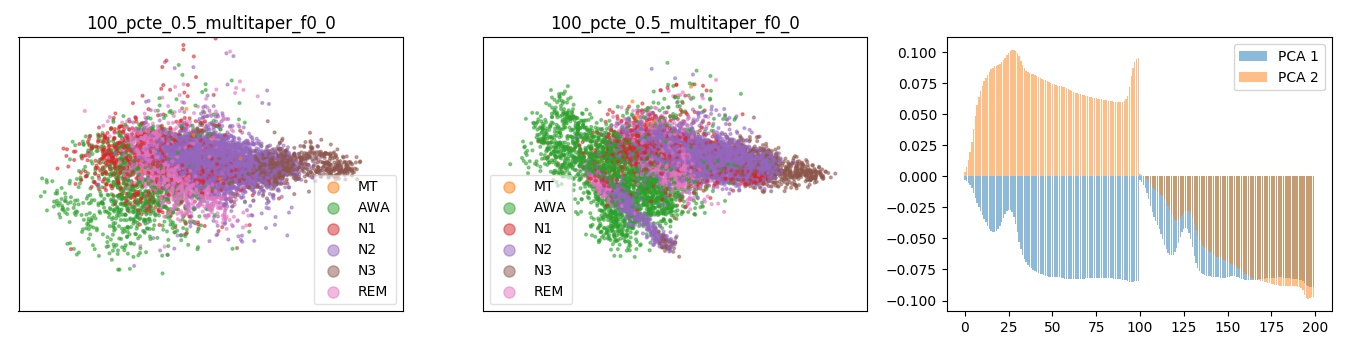 100_pcte_0.5_multitaper_f0_0
MT
AWA
N1
N2
N3
REM
100_pcte_0.5_multitaper_f0_0
MT
AWA
N1
N2
N3
REM
PCA 1
PCA 2
0.100
0.075
0.050
0.025
0.000
−0.025
−0.050
−0.075
−0.100
0 25 50 75 100 125 150 175 200